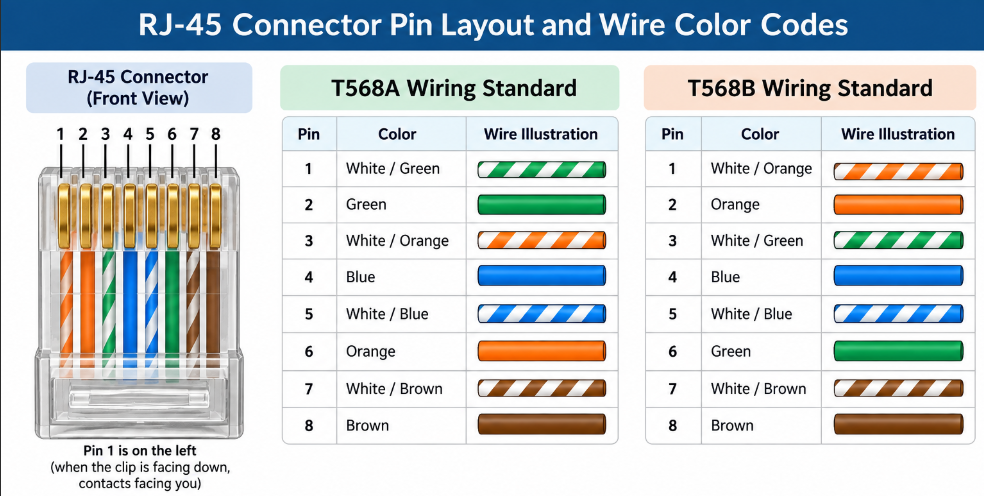 RJ-45 Connector Pin Layout and Wire Color Codes
RJ-45 Connector
(Front View)
1 2 3 4 5 6 7 8
Pin 1 is on the left
(when the clip is facing down,
contacts facing you)
T568A Wiring Standard
Pin Color Wire Illustration
1 White / Green
2 Green
3 White / Orange
4 Blue
5 White / Blue
6 Orange
7 White / Brown
8 Brown
T568B Wiring Standard
Pin Color Wire Illustration
1 White / Orange
2 Orange
3 White / Green
4 Blue
5 White / Blue
6 Green
7 White / Brown
8 Brown